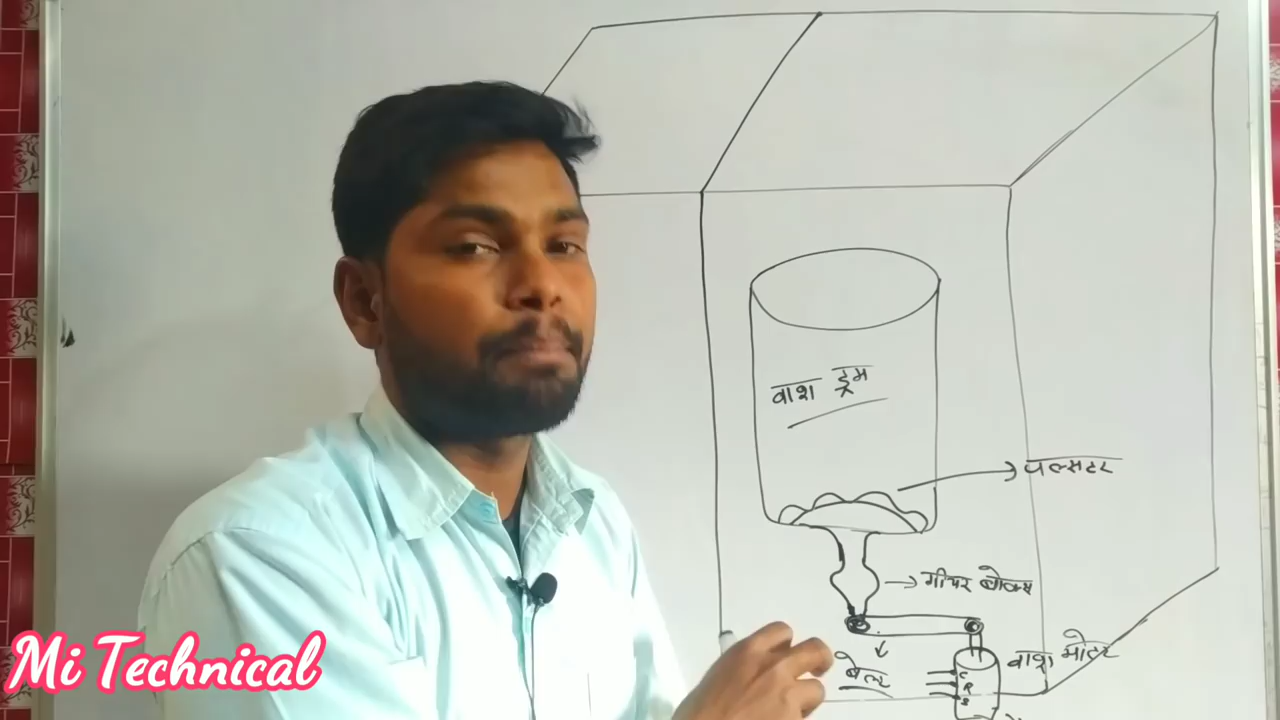 वाश ड्रम
पल्सटर
गीयर बोक्स
बेल्ट
वाश मोटर
C
R
S
Mi Technical